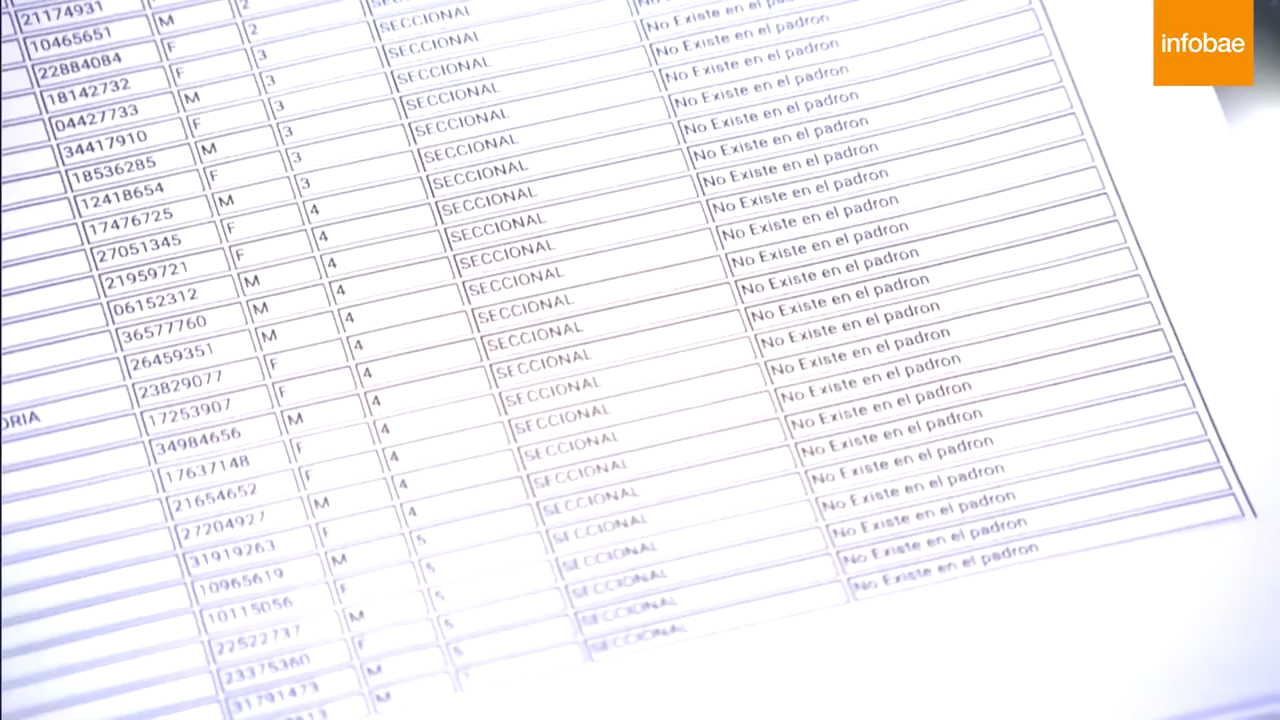 21174931
10465651 M 2
22884084 F 2
18142732 F 3 SECCIONAL
04427733 M 3 SECCIONAL
34417910 F 3 SECCIONAL No Existe en el
18536285 M 3 SECCIONAL No Existe en el padron
12418654 F 3 SECCIONAL No Existe en el padron
17476725 M 3 SECCIONAL No Existe en el padron
27051345 F 4 SECCIONAL No Existe en el padron
21959721 F 4 SECCIONAL No Existe en el padron
06152312 M 4 SECCIONAL No Existe en el padron
36577760 M 4 SECCIONAL No Existe en el padron
26459351 M 4 SECCIONAL No Existe en el padron
ORIA 23829077 F 4 SECCIONAL No Existe en el padron
17253907 F 4 SECCIONAL No Existe en el padron
34984656 M 4 SECCIONAL No Existe en el padron
17637148 F 4 SECCIONAL No Existe en el padron
21654652 F 4 SECCIONAL No Existe en el padron
27204927 M 4 SECCIONAL No Existe en el padron
31919263 F 4 SECCIONAL No Existe en el padron
10965619 M 5 SECCIONAL No Existe en el padron
10115056 F 5 SECCIONAL No Existe en el padron
22522737 M 5 SECCIONAL No Existe en el padron
23375360 F 5 SECCIONAL No Existe en el padron
31791473 M 5 SECCIONAL No Existe en el padron
M SECCIONAL No Existe en el padron
infobae